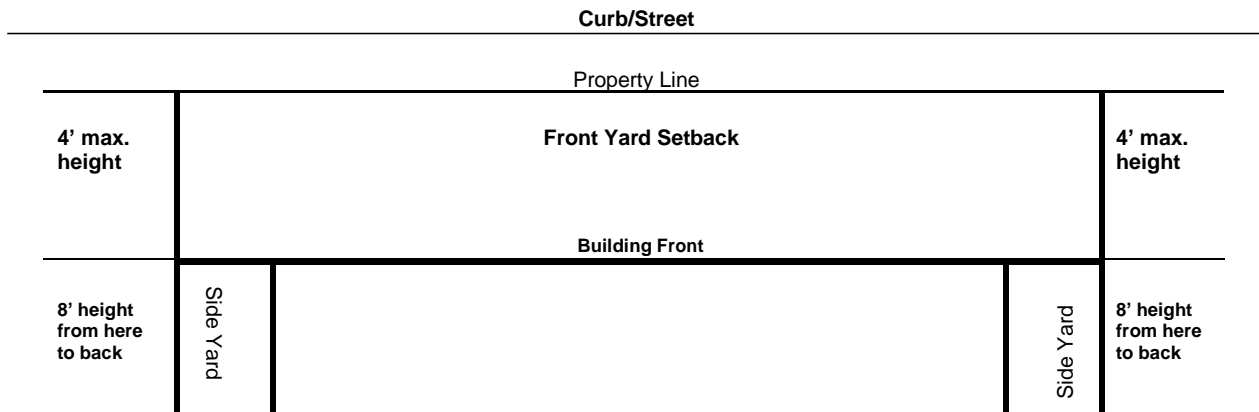 Curb/Street
Property Line
4’ max.
height
Front Yard Setback
4’ max.
height
Building Front
8’ height
from here
to back
Side Yard
Side Yard
8’ height
from here
to back